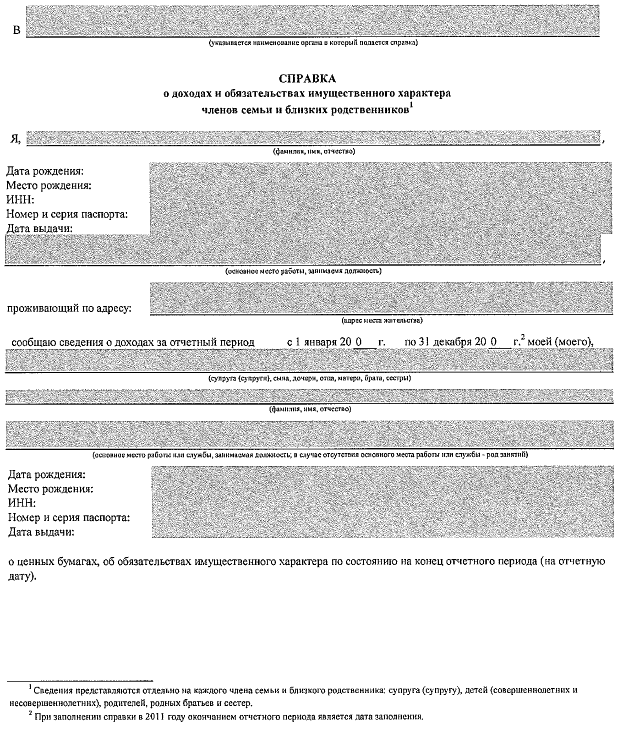 В
(указывается наименование органа в который подается справка)
СПРАВКА
о доходах и обязательствах имущественного характера
членов семьи и близких родственников1
Я, ,
(фамилия, имя, отчество)
Дата рождения:
Место рождения:
ИНН:
Номер и серия паспорта:
Дата выдачи:
,
(основное место работы, занимаемя должность)
проживающий по адресу:
(адрес места жительства)
сообщаю сведения о доходах за отчетный период с 1 января 20 0 г. по 31 декабря 20 0 г.2 моей (моего),
(супруга (супруги), сына, дочери, отца, матери, брата, сестры)
(фамилия, имя, отчество)
(основное место работы или службы, занимаемая должность; в случае отсутствия основного места работы или службы - род занятий)
Дата рождения:
Место рождения:
ИНН:
Номер и серия паспорта:
Дата выдачи:
о ценных бумагах, об обязательствах имущественного характера по состоянию на конец отчетного периода (на отчетную
дату).
1 Сведения представляются отдельно на каждого члена семьи и близкого родственника: супруга (супругу), детей (совершеннолетних и
несовершеннолетних), родителей, родных братьев и сестер.
2 При заполнении справки в 2011 году окончанием отчетного периода является дата заполнения.